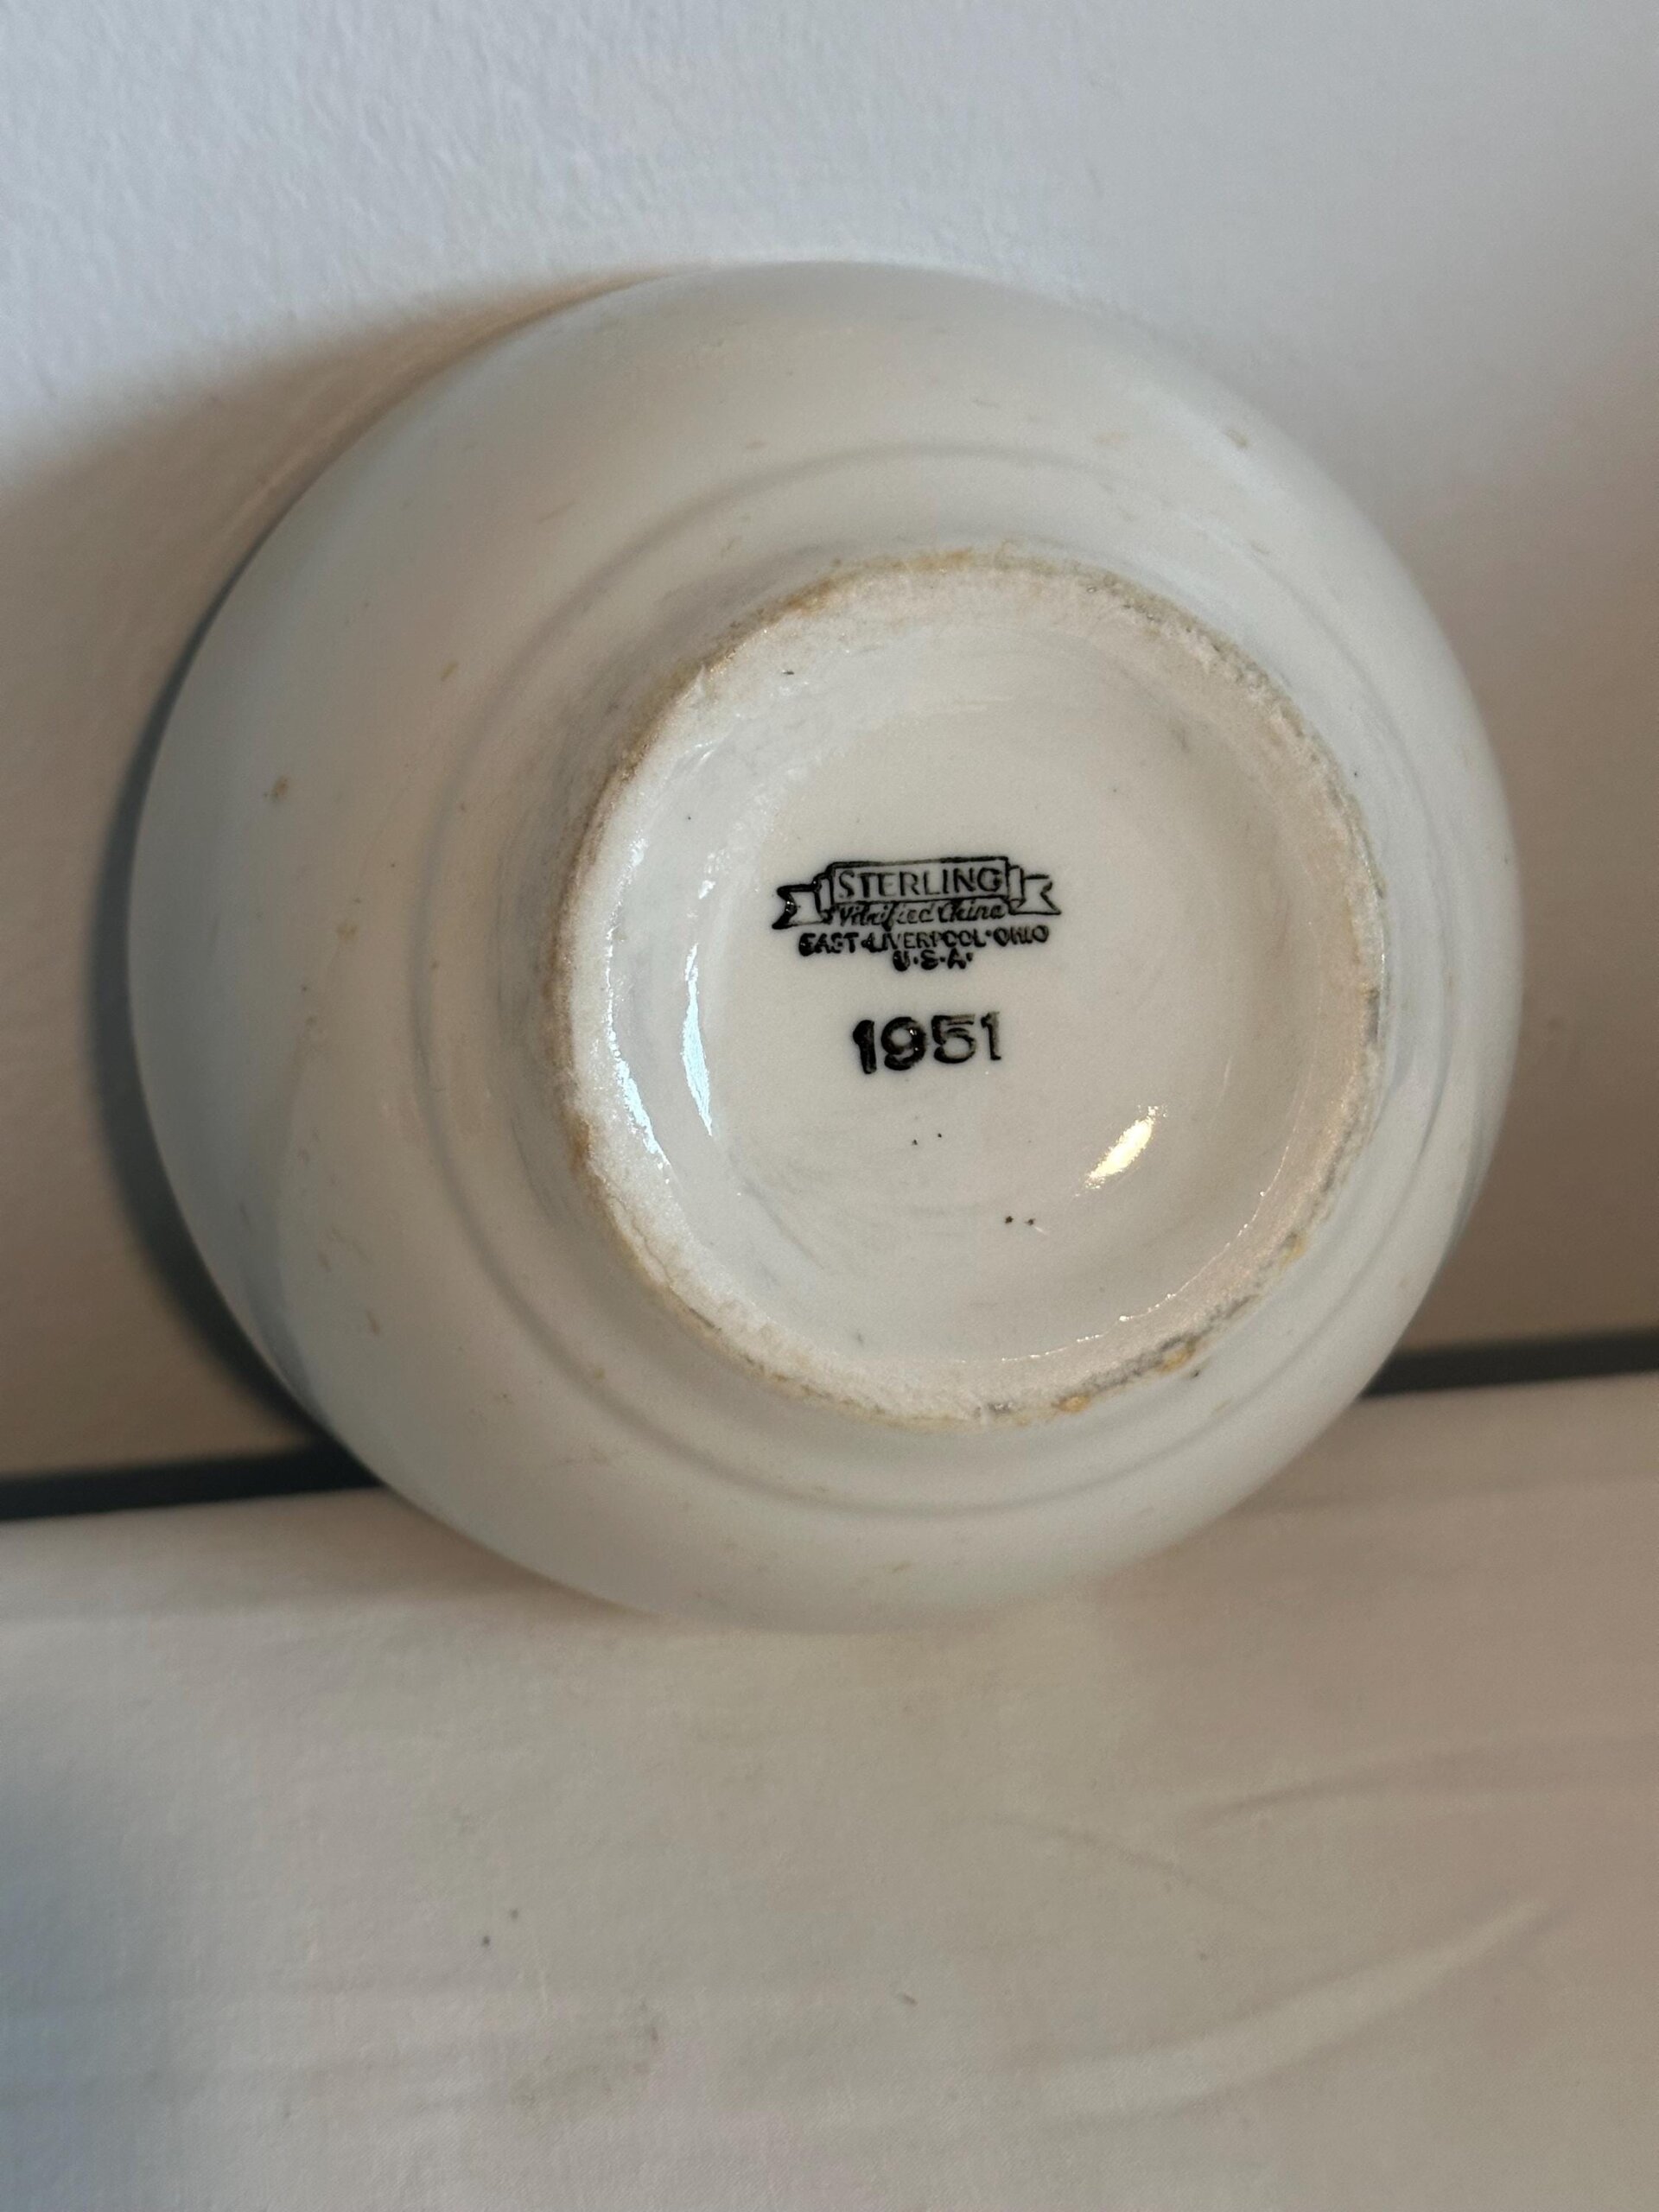 STERLING
Vitrified China
EAST·LIVERPOOL·OHIO
U·S·A·
1951